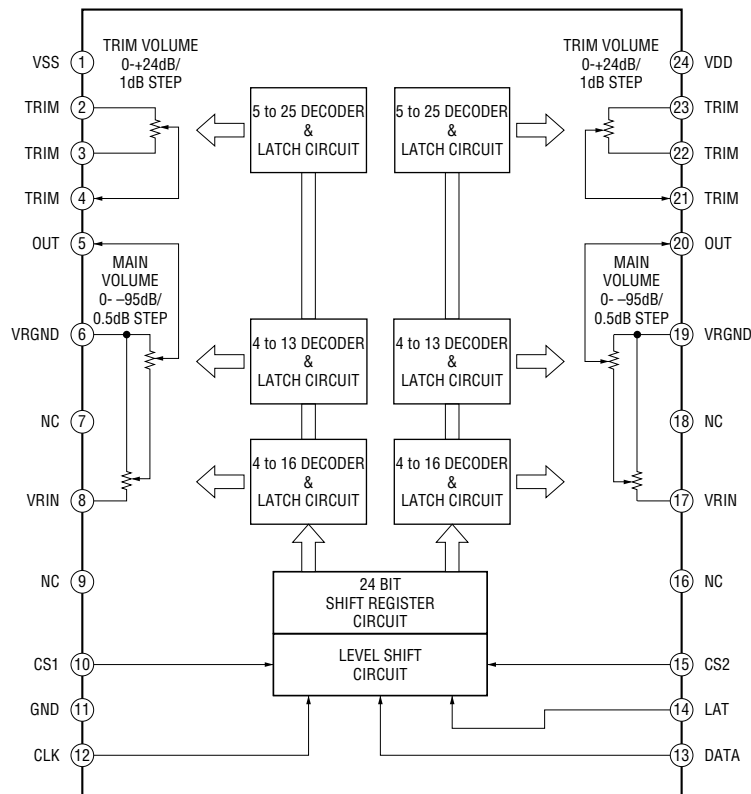 TRIM VOLUME
0-+24dB/
1dB STEP
TRIM VOLUME
0-+24dB/
1dB STEP
VSS 1
24 VDD
TRIM 2
5 to 25 DECODER
&
LATCH CIRCUIT
5 to 25 DECODER
&
LATCH CIRCUIT
23 TRIM
TRIM 3
22 TRIM
TRIM 4
21 TRIM
OUT 5
20 OUT
MAIN
VOLUME
0- –95dB/
0.5dB STEP
MAIN
VOLUME
0- –95dB/
0.5dB STEP
VRGND 6
19 VRGND
4 to 13 DECODER
&
LATCH CIRCUIT
4 to 13 DECODER
&
LATCH CIRCUIT
NC 7
18 NC
4 to 16 DECODER
&
LATCH CIRCUIT
4 to 16 DECODER
&
LATCH CIRCUIT
VRIN 8
17 VRIN
NC 9
16 NC
24 BIT
SHIFT REGISTER
CIRCUIT
LEVEL SHIFT
CIRCUIT
CS1 10
15 CS2
GND 11
14 LAT
CLK 12
13 DATA